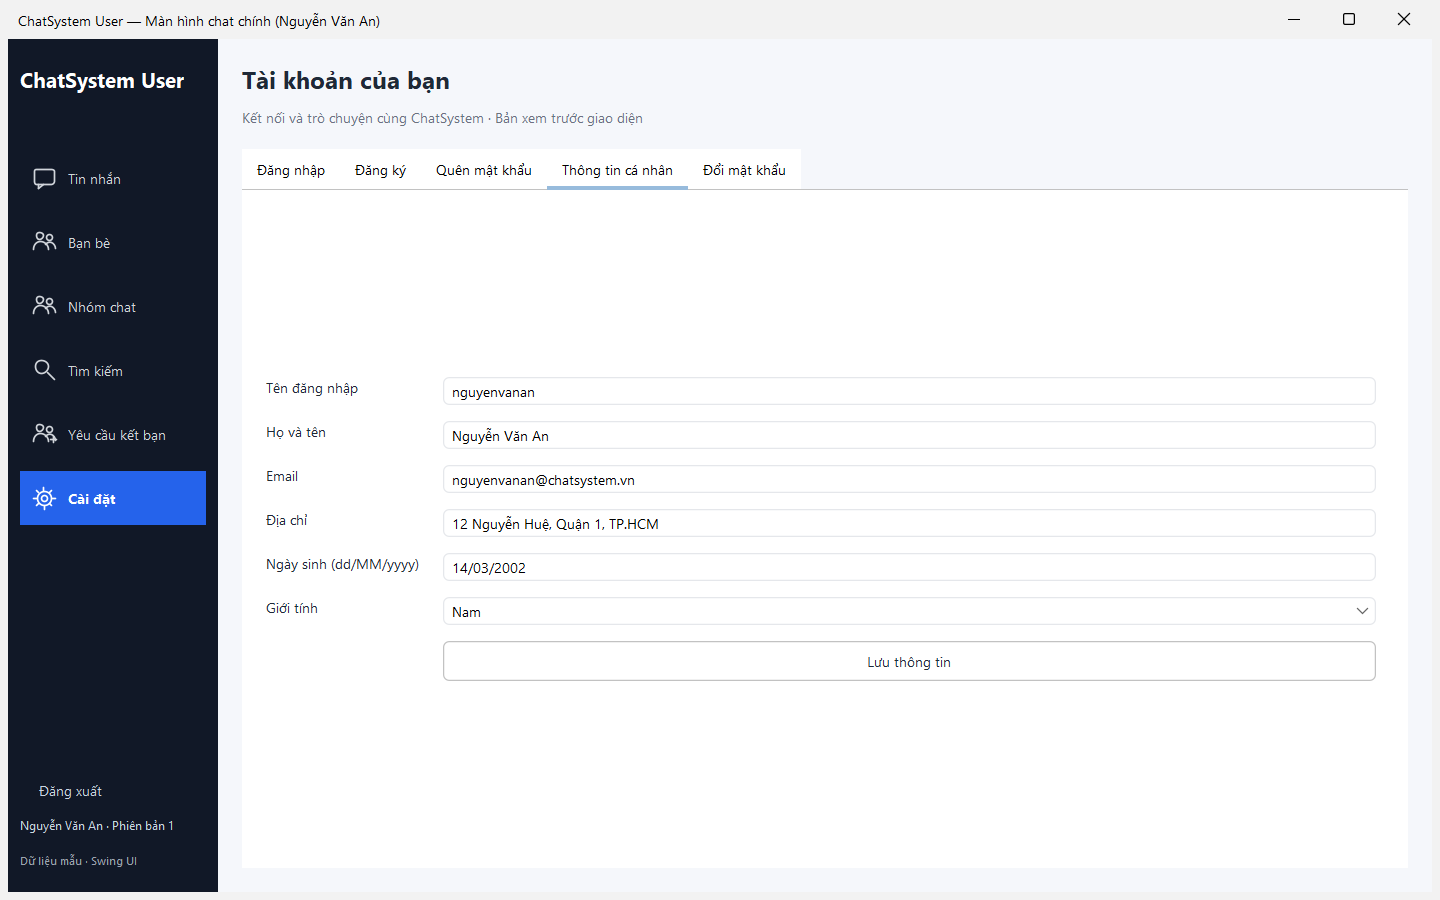 ChatSystem User — Màn hình chat chính (Nguyễn Văn An)
ChatSystem User
Tin nhắn
Bạn bè
Nhóm chat
Tìm kiếm
Yêu cầu kết bạn
Cài đặt
Đăng xuất
Nguyễn Văn An · Phiên bản 1
Dữ liệu mẫu · Swing UI
Tài khoản của bạn
Kết nối và trò chuyện cùng ChatSystem · Bản xem trước giao diện
Đăng nhập Đăng ký Quên mật khẩu Thông tin cá nhân Đổi mật khẩu
Tên đăng nhập nguyenvanan
Họ và tên Nguyễn Văn An
Email nguyenvanan@chatsystem.vn
Địa chỉ 12 Nguyễn Huệ, Quận 1, TP.HCM
Ngày sinh (dd/MM/yyyy) 14/03/2002
Giới tính Nam
Lưu thông tin